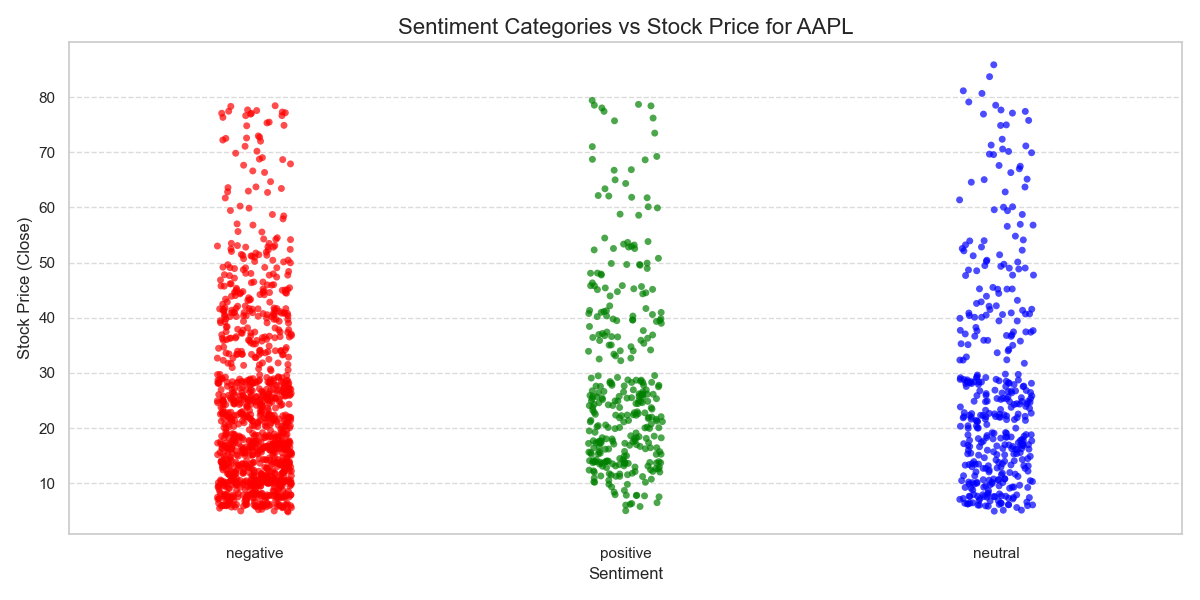 Sentiment Categories vs Stock Price for AAPL
Stock Price (Close)
80
70
60
50
40
30
20
10
negative
positive
neutral
Sentiment